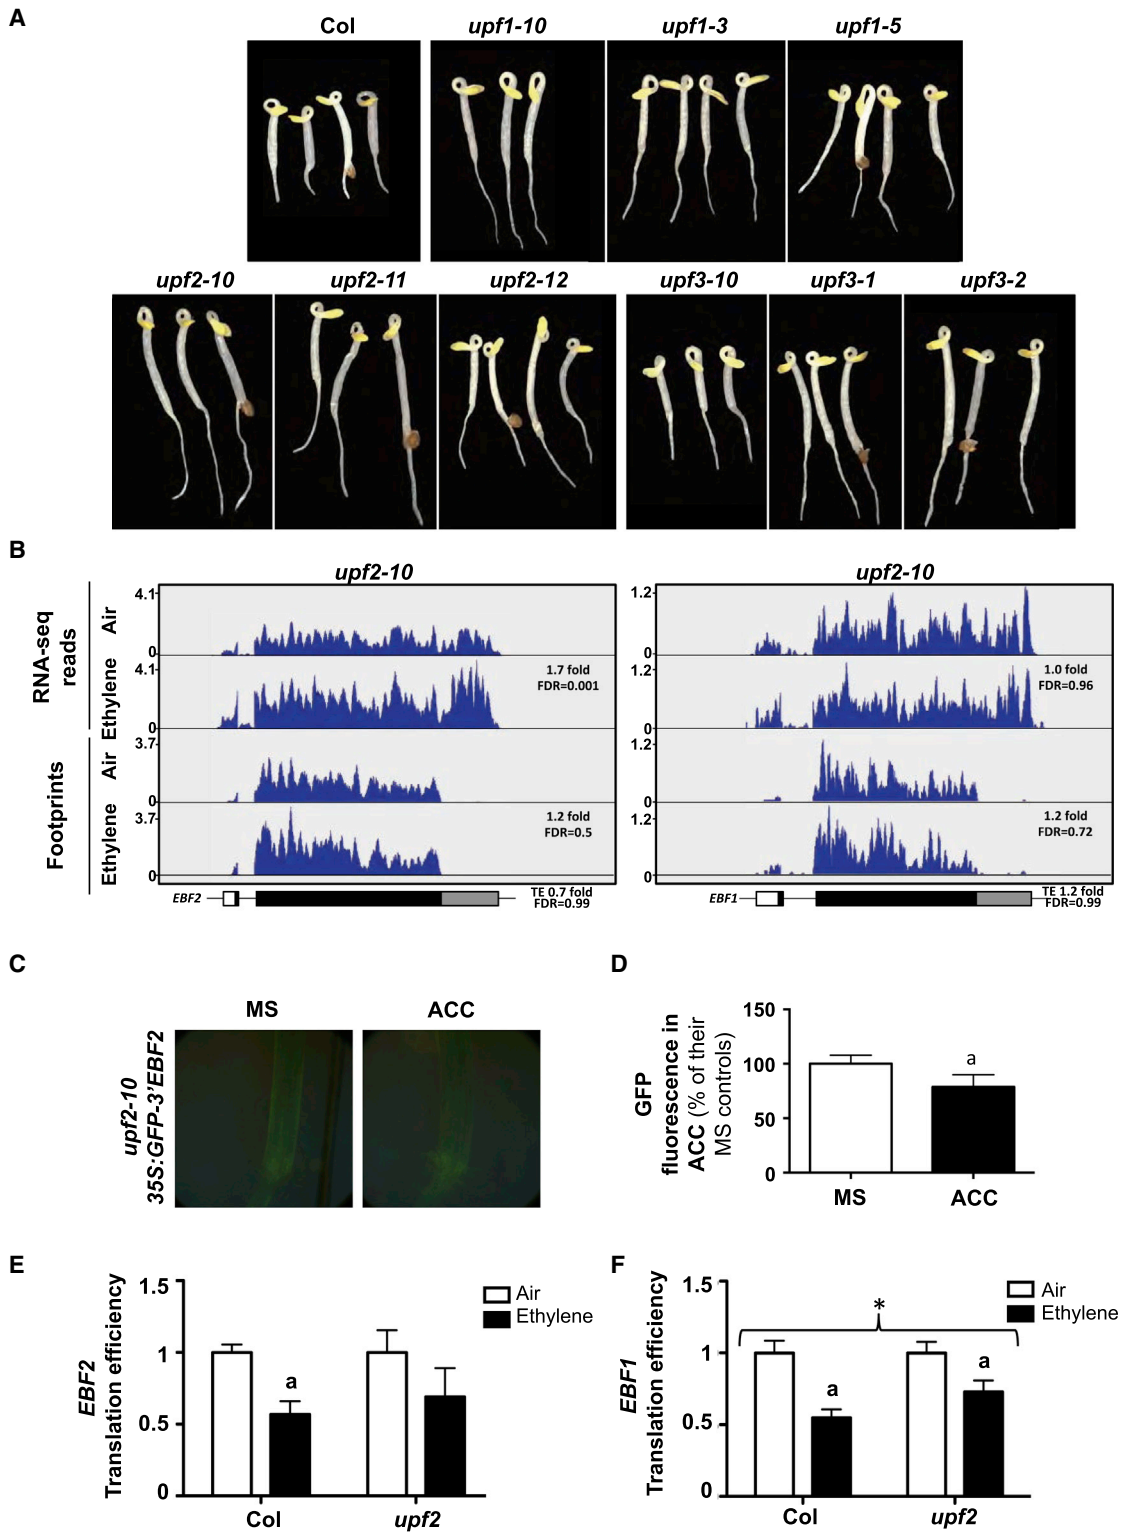 A
Col
upf1-10
upf1-3
upf1-5
upf2-10
upf2-11
upf2-12
upf3-10
upf3-1
upf3-2
B
upf2-10
upf2-10
RNA-seq
reads
Footprints
Air
Ethylene
Air
Ethylene
4.1
0
4.1
1.7 fold
FDR=0.001
0
3.7
0
3.7
1.2 fold
FDR=0.5
0
EBF2
TE 0.7 fold
FDR=0.99
1.2
0
1.2
1.0 fold
FDR=0.96
0
1.2
0
1.2
1.2 fold
FDR=0.72
0
EBF1
TE 1.2 fold
FDR=0.99
C
MS
ACC
upf2-10
35S:GFP-3'EBF2
D
GFP
fluorescence in
ACC (% of their
MS controls)
150
100
50
0
a
MS
ACC
E
EBF2
Translation efficiency
1.5
1
0.5
0
a
Air
Ethylene
Col
upf2
F
EBF1
Translation efficiency
1.5
1
0.5
0
*
a
a
Air
Ethylene
Col
upf2